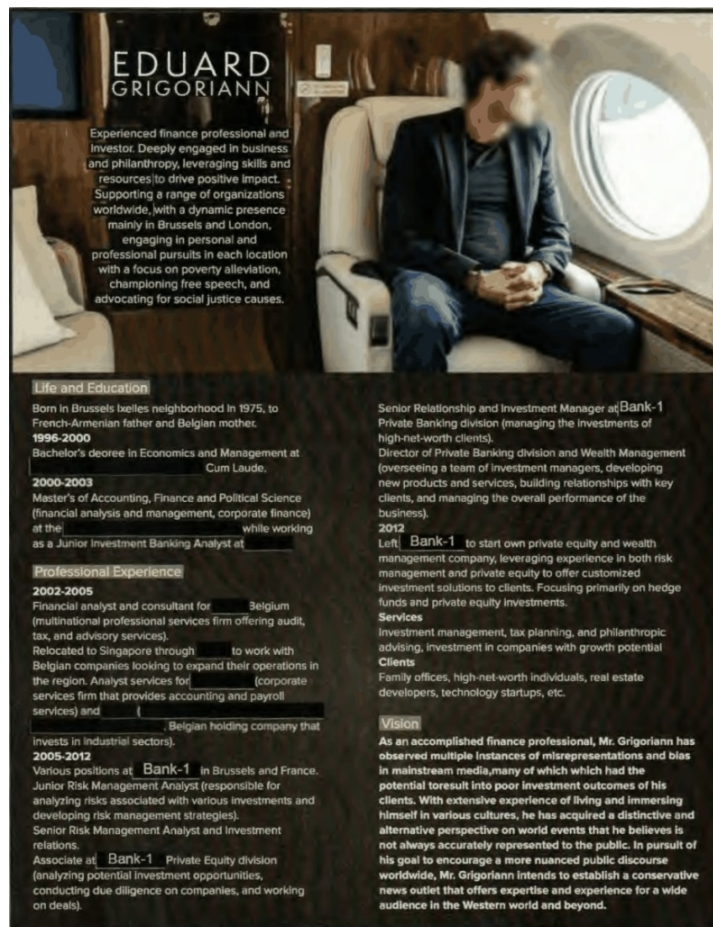 EDUARD
GRIGORIANN
Experienced finance professional and
Investor. Deeply engaged in business
and philanthropy, leveraging skills and
resources to drive positive impact.
Supporting a range of organizations
worldwide, with a dynamic presence
mainly in Brussels and London,
engaging in personal and
professional pursuits in each location
with a focus on poverty alleviation,
championing free speech, and
advocating for social justice causes.
Life and Education
Born in Brussels Ixelles neighborhood in 1975, to
French-Armenian father and Belgian mother.
1996-2000
Bachelor's degree in Economics and Management at
Cum Laude.
2000-2003
Master's of Accounting, Finance and Political Science
(financial analysis and management, corporate finance)
at the while working
as a Junior Investment Banking Analyst at
Professional Experience
2002-2005
Financial analyst and consultant for Belgium
(multinational professional services firm offering audit,
tax, and advisory services).
Relocated to Singapore through to work with
Belgian companies looking to expand their operations in
the region. Analyst services for (corporate
services firm that provides accounting and payroll
services) and (
, Belgian holding company that
invests in industrial sectors).
2005-2012
Various positions at Bank-1 in Brussels and France.
Junior Risk Management Analyst (responsible for
analyzing risks associated with various investments and
developing risk management strategies).
Senior Risk Management Analyst and Investment
relations.
Associate at Bank-1 Private Equity division
(analyzing potential investment opportunities,
conducting due diligence on companies, and working
on deals).
Senior Relationship and Investment Manager at Bank-1
Private Banking division (managing the investments of
high-net-worth clients).
Director of Private Banking division and Wealth Management
(overseeing a team of investment managers, developing
new products and services, building relationships with key
clients, and managing the overall performance of the
business).
2012
Left Bank-1 to start own private equity and wealth
management company, leveraging experience in both risk
management and private equity to offer customized
investment solutions to clients. Focusing primarily on hedge
funds and private equity investments.
Services
Investment management, tax planning, and philanthropic
advising, investment in companies with growth potential
Clients
Family offices, high-net-worth individuals, real estate
developers, technology startups, etc.
Vision
As an accomplished finance professional, Mr. Grigoriann has
observed multiple instances of misrepresentations and bias
in mainstream media,many of which which had the
potential toresult into poor investment outcomes of his
clients. With extensive experience of living and immersing
himself in various cultures, he has acquired a distinctive and
alternative perspective on world events that he believes is
not always accurately represented to the public. In pursuit of
his goal to encourage a more nuanced public discourse
worldwide, Mr. Grigoriann intends to establish a conservative
news outlet that offers expertise and experience for a wide
audience in the Western world and beyond.